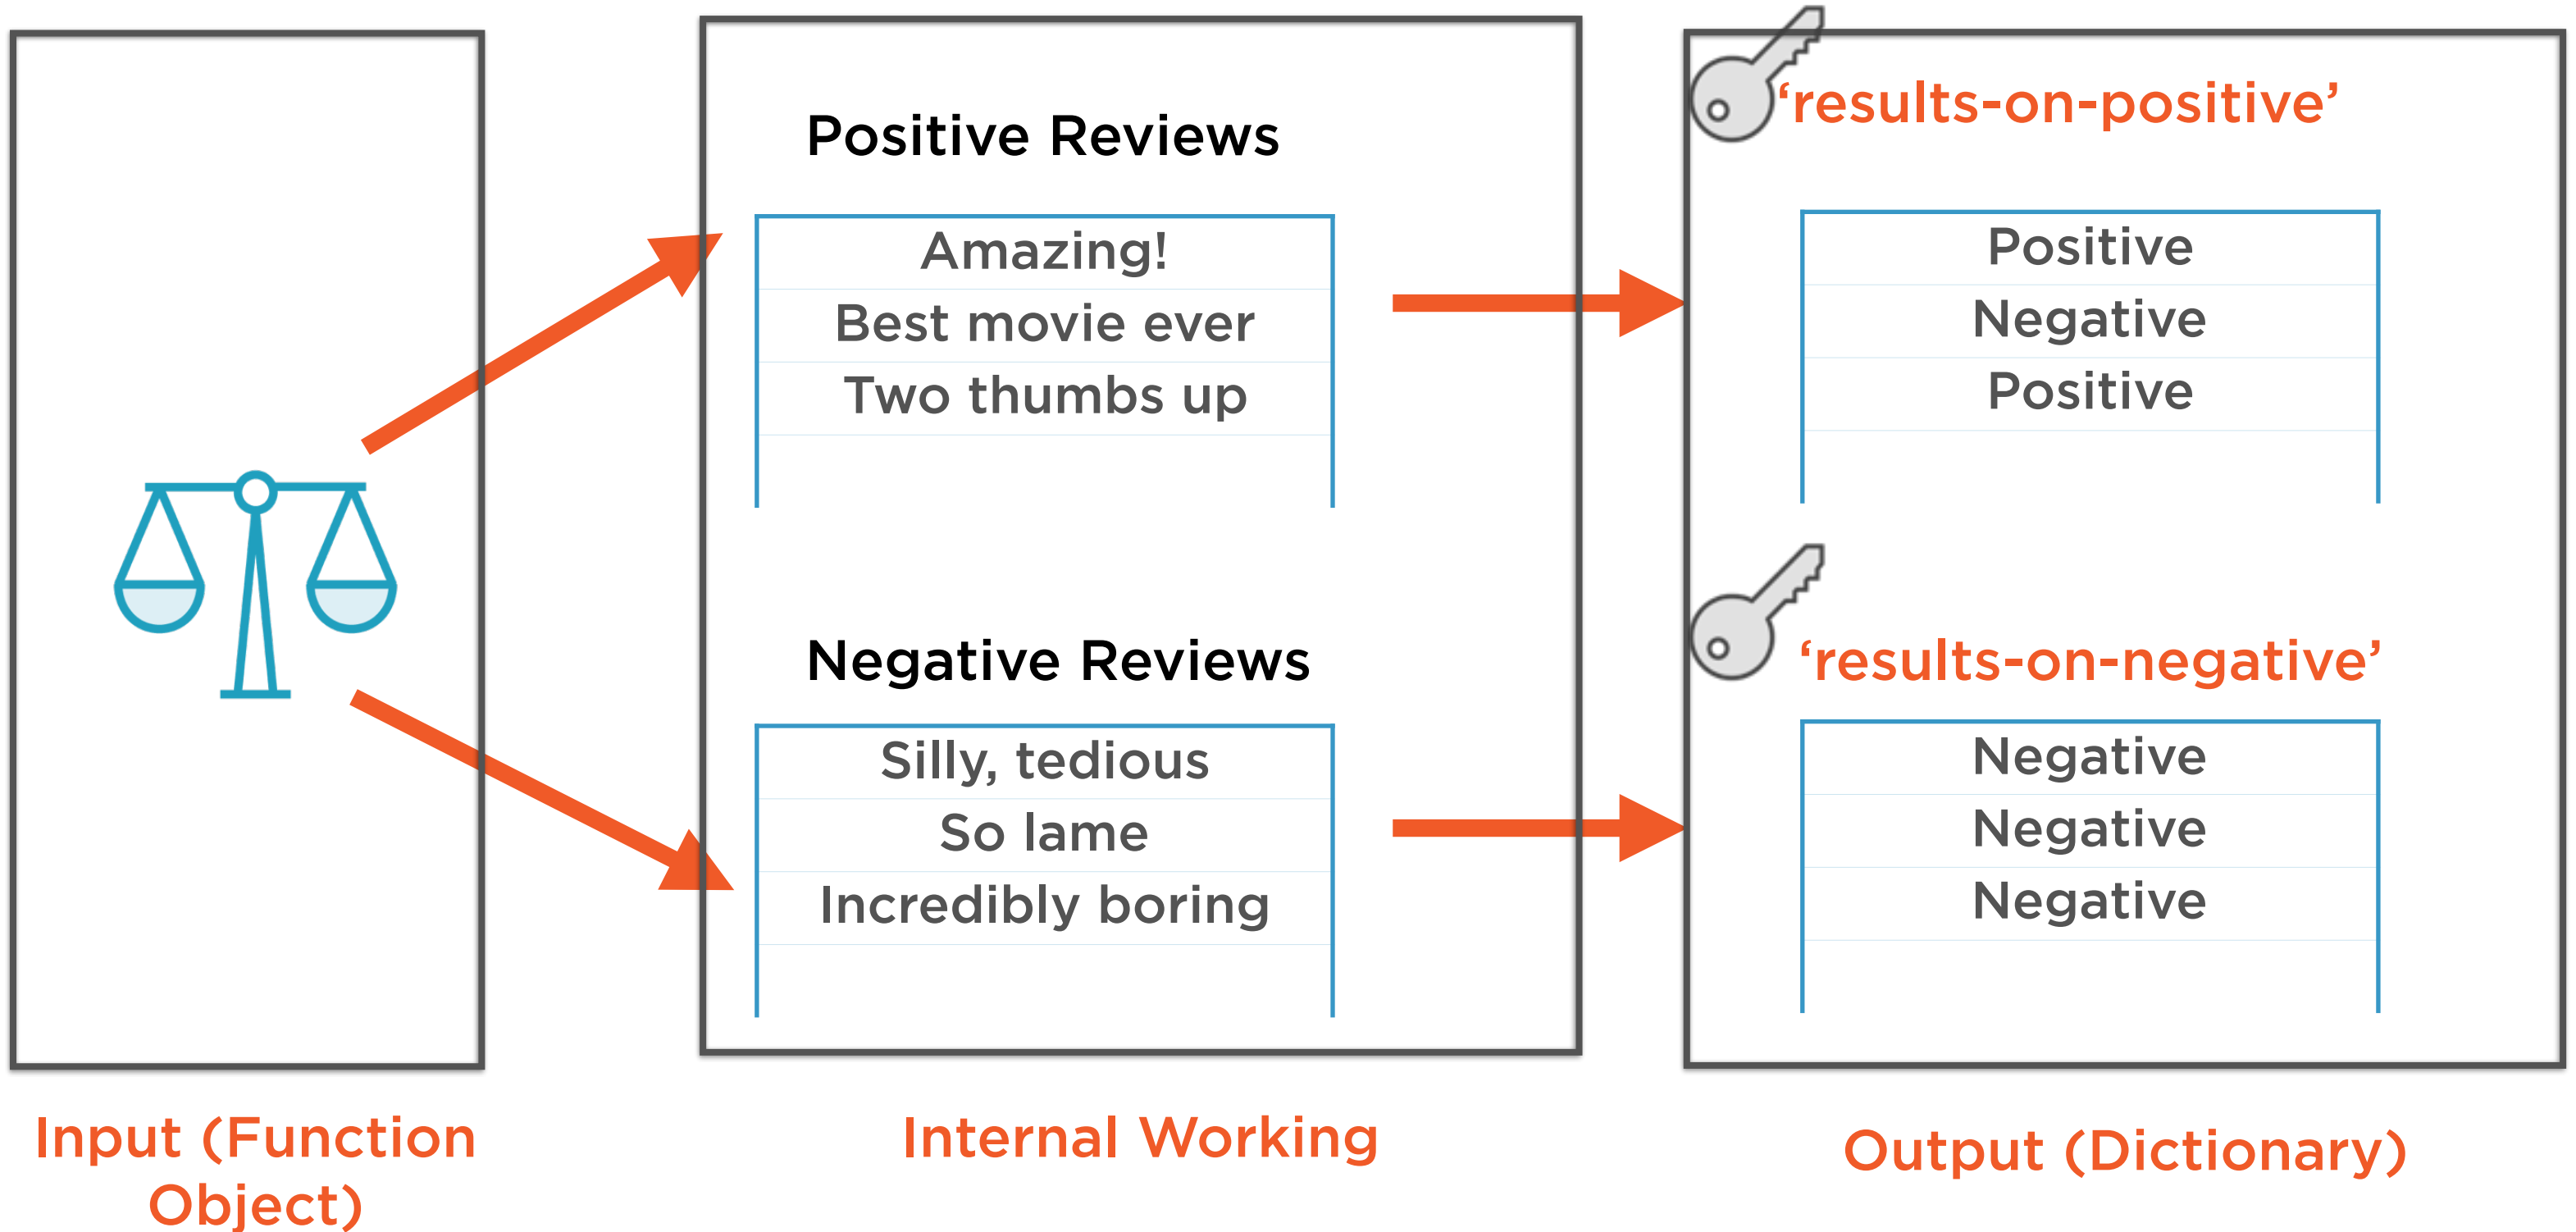 Positive Reviews
Amazing!
Best movie ever
Two thumbs up
Negative Reviews
Silly, tedious
So lame
Incredibly boring
‘results-on-positive’
Positive
Negative
Positive
‘results-on-negative’
Negative
Negative
Negative
Input (Function
Object)
Internal Working
Output (Dictionary)